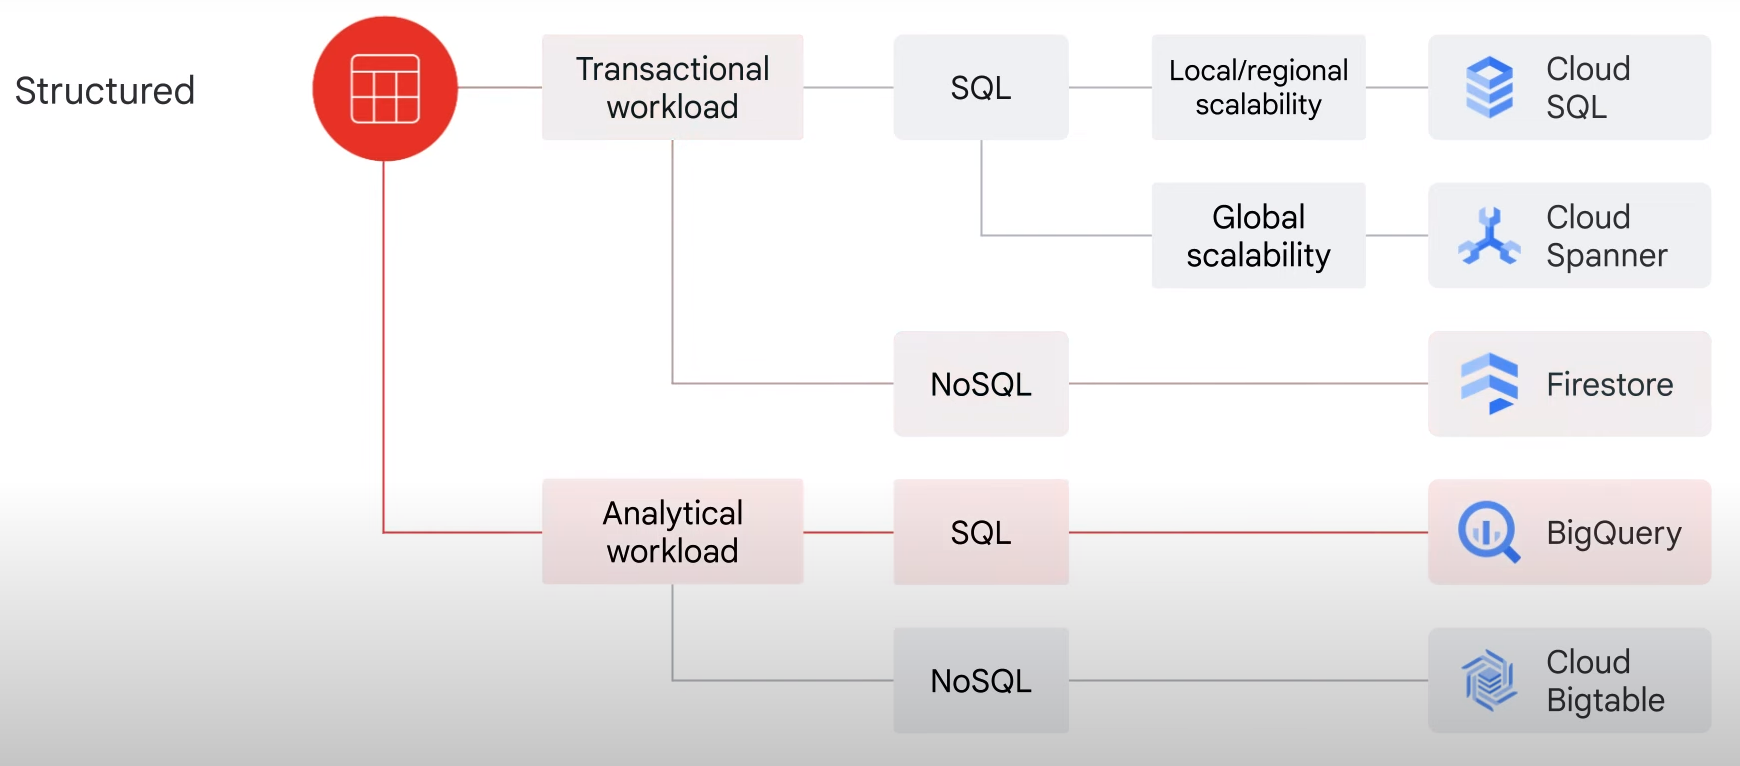 Structured
Transactional
workload
SQL
Local/regional
scalability
Cloud
SQL
Global
scalability
Cloud
Spanner
NoSQL
Firestore
Analytical
workload
SQL
BigQuery
NoSQL
Cloud
Bigtable